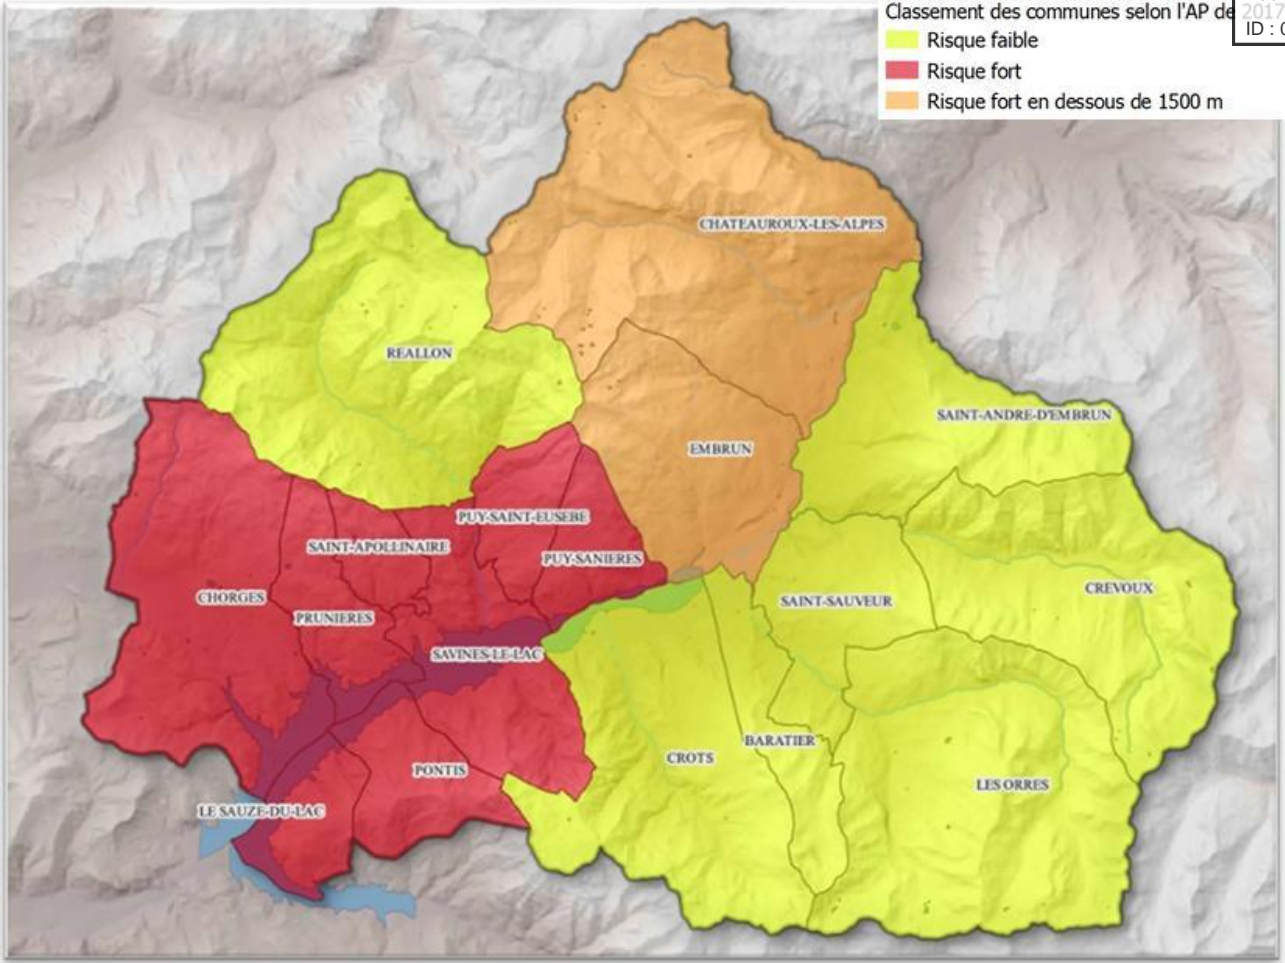 Classement des communes selon l'AP de 2017
ID : 0
Risque faible
Risque fort
Risque fort en dessous de 1500 m
CHATEAUROUX-LES-ALPES
REALLON
SAINT-ANDRE-D'EMBRUN
EMBRUN
PUY-SAINT-EUSEBE
SAINT-APOLLINAIRE
PUY-SANIERES
CREVOUX
CHORGES
SAINT-SAUVEUR
PRUNIERES
SAVINES-LE-LAC
BARATIER
CROTS
PONTIS
LES ORRES
LE SAUZE-DU-LAC